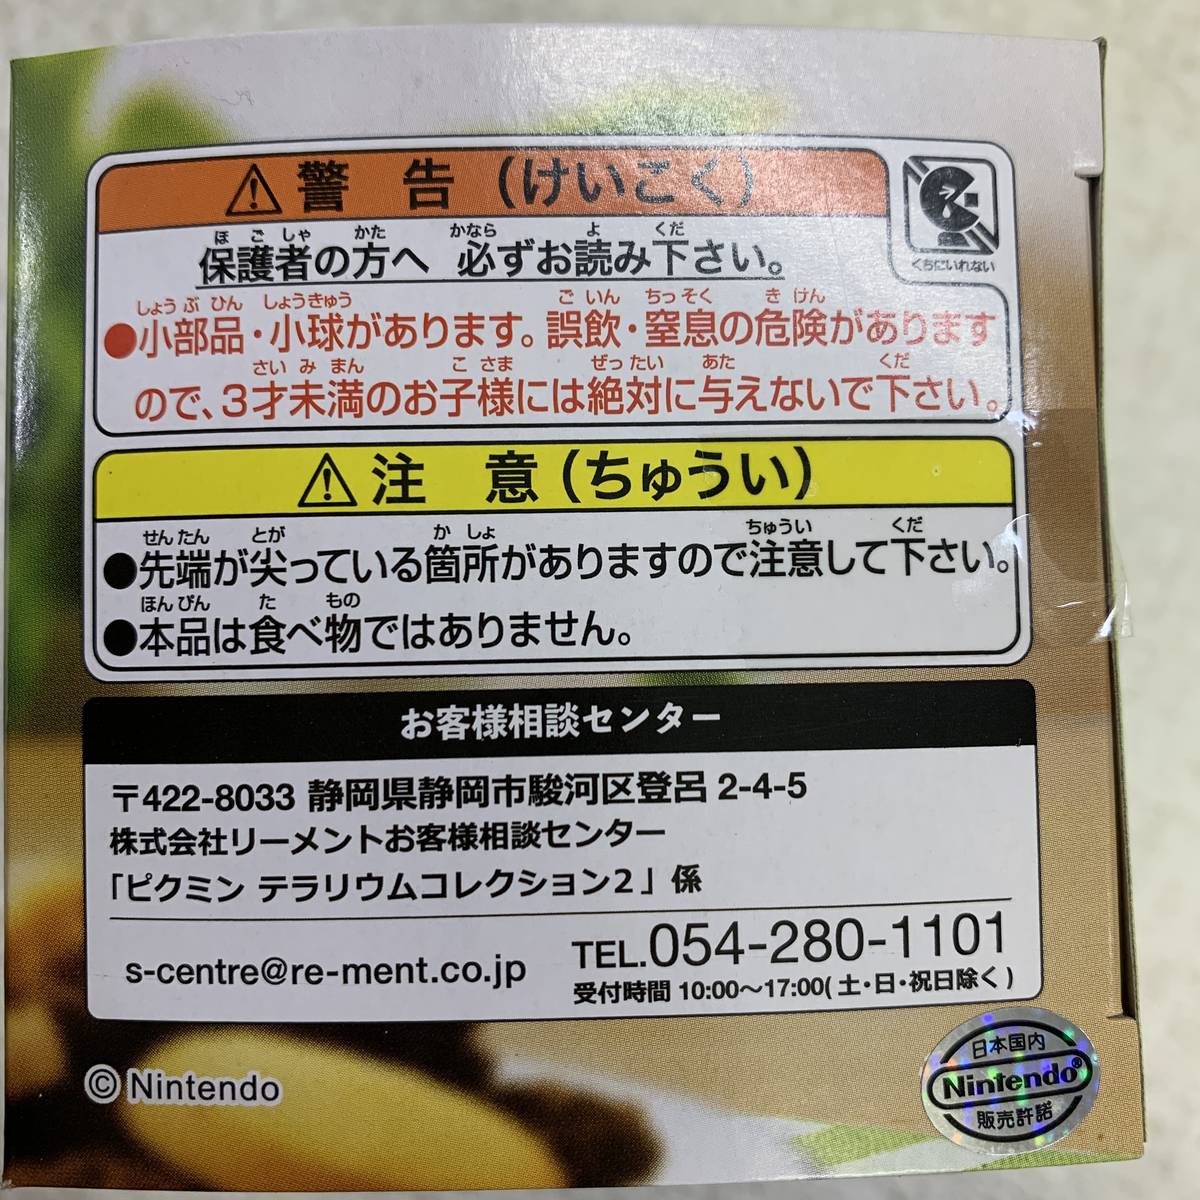 ⚠警 告(けいこく)
くちにいれない
ほごしゃ かた かなら よ くだ
保護者の方へ 必ずお読み下さい。
しょうぶひん しょうきゅう ごいん ちっそく きけん
●小部品・小球があります。誤飲・窒息の危険があります
さいみまん こさま ぜったい あた くだ
ので、3才未満のお子様には絶対に与えないで下さい。
⚠注 意(ちゅうい)
せんたん とが かしょ ちゅうい くだ
●先端が尖っている箇所がありますので注意して下さい。
ほんぴん た もの
●本品は食べ物ではありません。
お客様相談センター
〒422-8033 静岡県静岡市駿河区登呂 2-4-5
株式会社リーメントお客様相談センター
「ピクミン テラリウムコレクション2」係
s-centre@re-ment.co.jp
TEL.054-280-1101
受付時間 10:00〜17:00(土・日・祝日除く)
© Nintendo
日本国内
Nintendo®
販売許諾